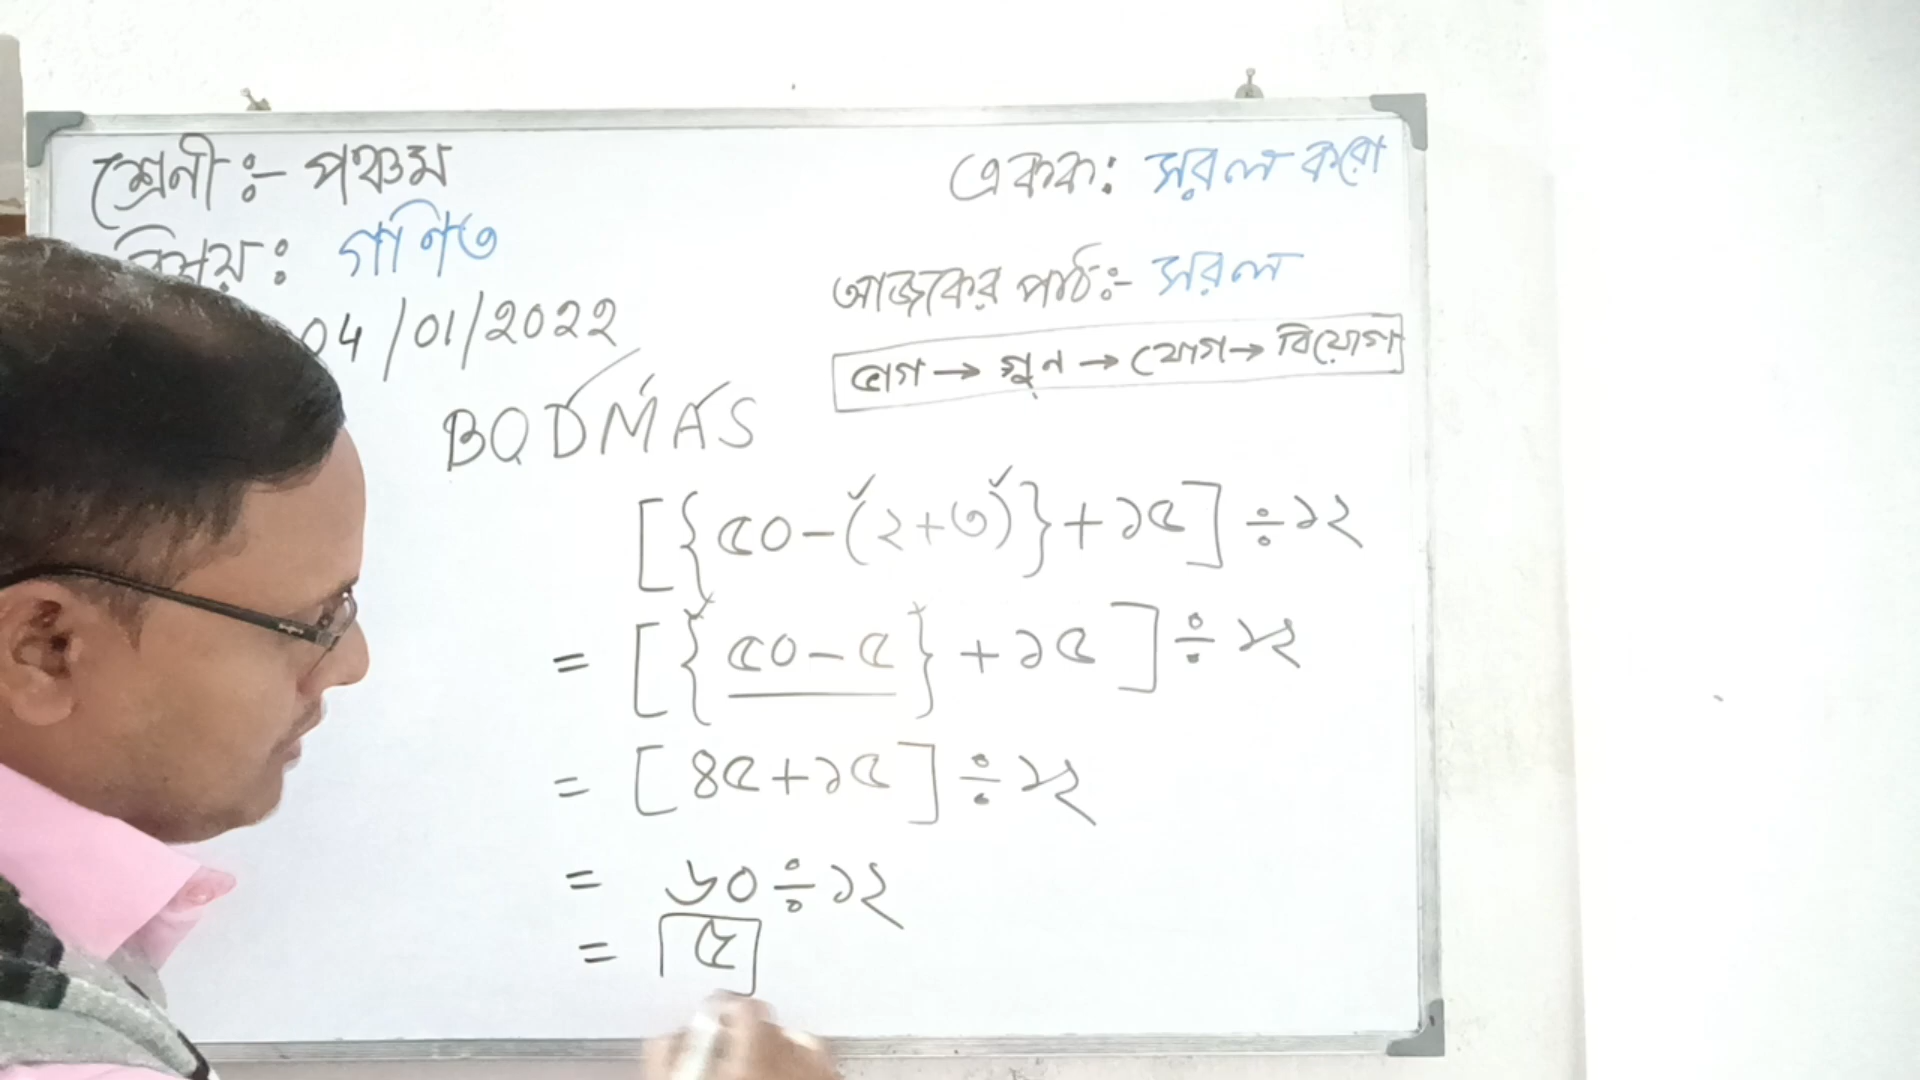 শ্রেনী:- পঞ্চম
বিষয়: গণিত
04/01/2022
একক: সরল করো
আজকের পাঠ:- সরল
ভাগ → গুন → যোগ → বিয়োগ
BODMAS
[{৫০-(২+৩)}+১৫]÷১২
= [{৫০-৫}+১৫]÷১২
= [৪৫+১৫]÷১২
= ৬০÷১২
= ৫